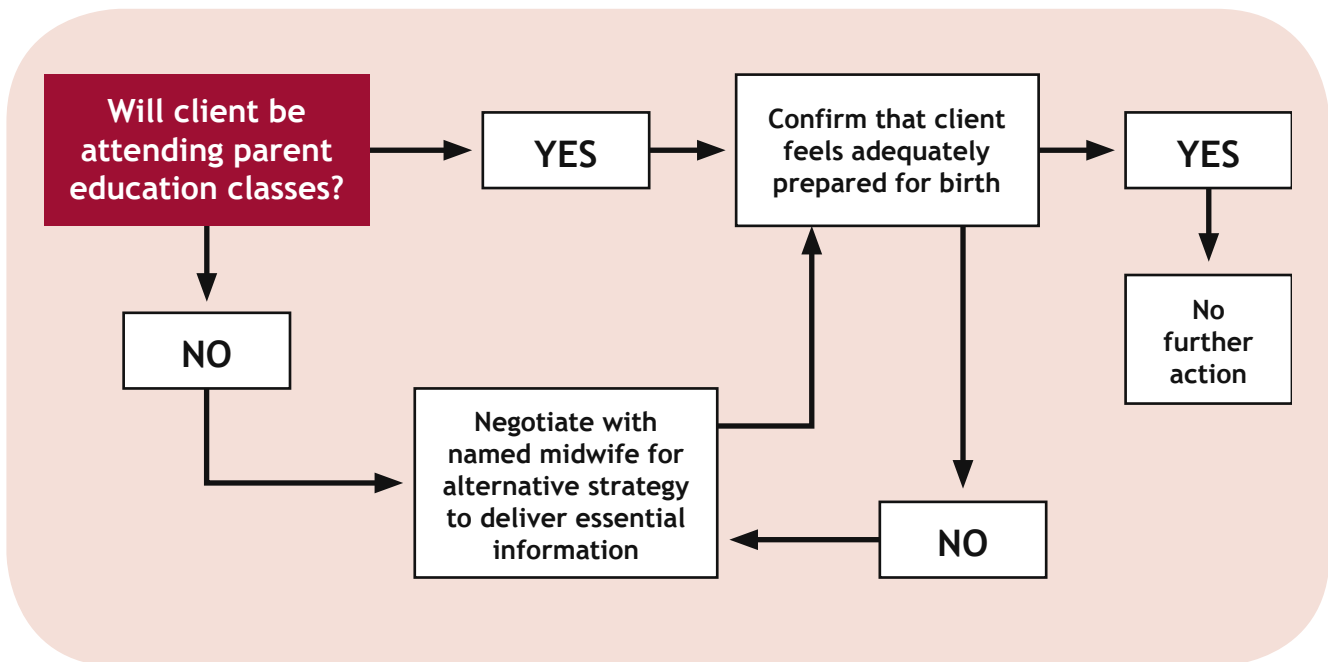 Will client be
attending parent
education classes?
YES
Confirm that client
feels adequately
prepared for birth
YES
No
further
action
NO
Negotiate with
named midwife for
alternative strategy
to deliver essential
information
NO